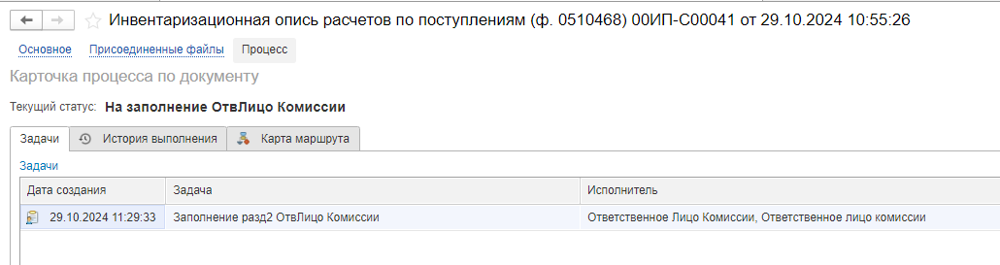 Инвентаризационная опись расчетов по поступлениям (ф. 0510468) 00ИП-С00041 от 29.10.2024 10:55:26
Основное Присоединенные файлы Процесс
Карточка процесса по документу
Текущий статус: На заполнение ОтвЛицо Комиссии
Задачи История выполнения Карта маршрута
Задачи
Дата создания Задача Исполнитель
29.10.2024 11:29:33 Заполнение разд2 ОтвЛицо Комиссии Ответственное Лицо Комиссии, Ответственное лицо комиссии